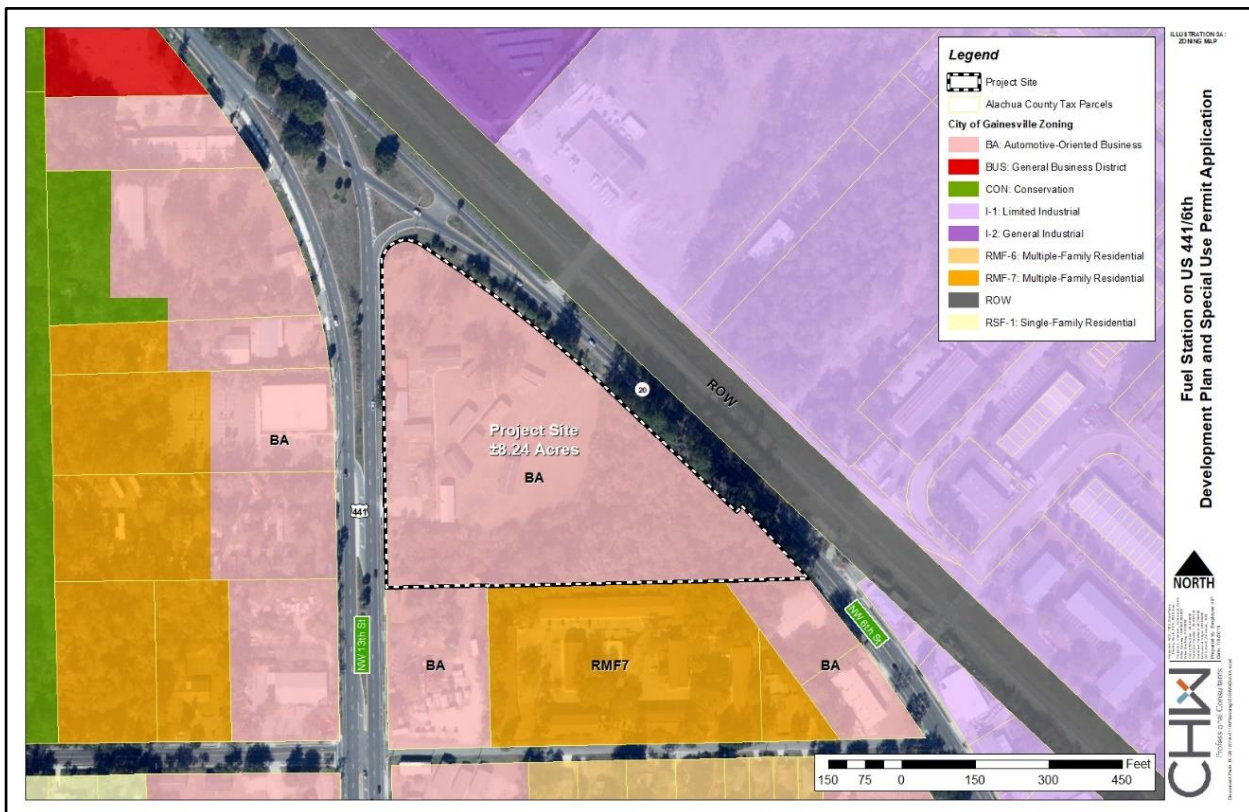 ILLUSTRATION 3A:
ZONING MAP
Fuel Station on US 441/6th
Development Plan and Special Use Permit Application
Legend
Project Site
Alachua County Tax Parcels
City of Gainesville Zoning
BA: Automotive-Oriented Business
BUS: General Business District
CON: Conservation
I-1: Limited Industrial
I-2: General Industrial
RMF-6: Multiple-Family Residential
RMF-7: Multiple-Family Residential
ROW
RSF-1: Single-Family Residential
ROW
20
Project Site
±8.24 Acres
BA
BA
441
NW 13th St
NW 6th St
BA
RMF7
BA
Feet
150 75 0 150 300 450
NORTH
CHW
Professional Consultants